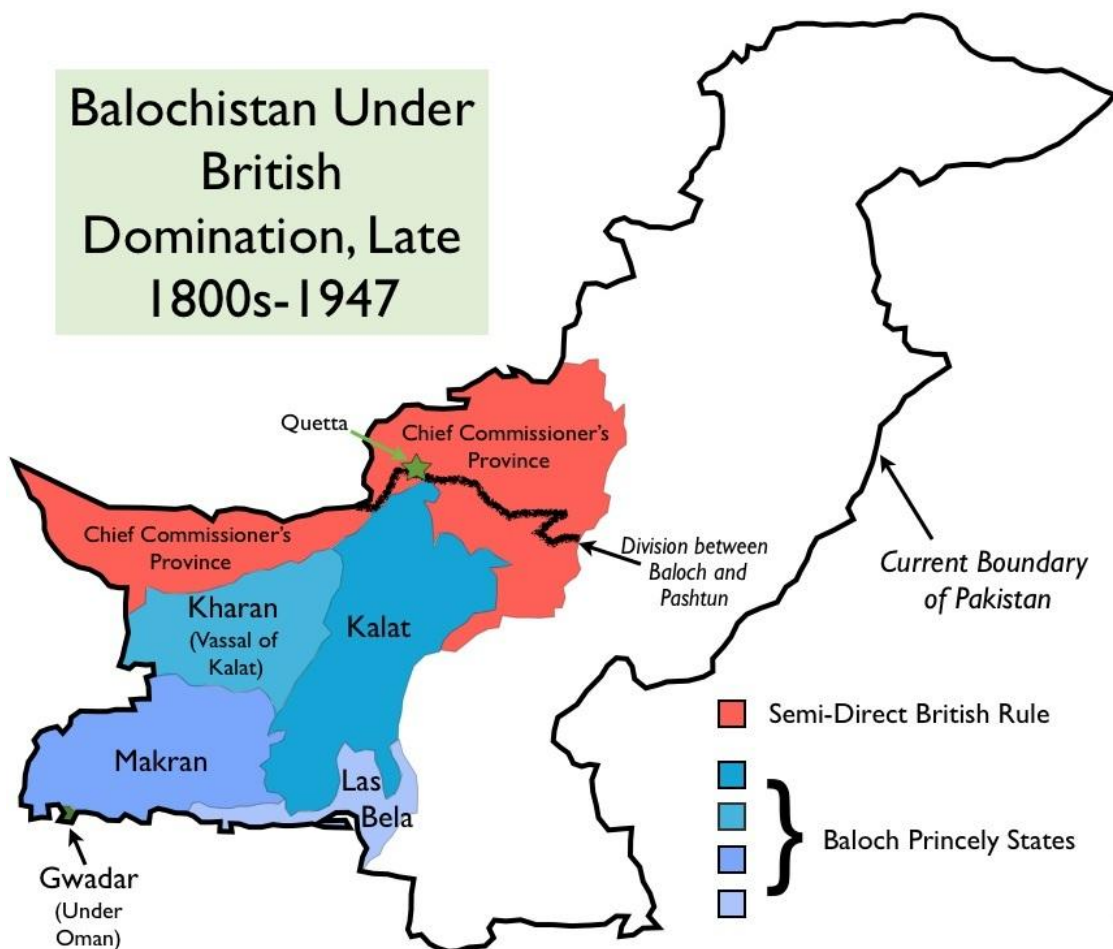 Balochistan Under
British
Domination, Late
1800s-1947
Quetta
Chief Commissioner's
Province
Chief Commissioner's
Province
Division between
Baloch and
Pashtun
Current Boundary
of Pakistan
Kharan
(Vassal of
Kalat)
Kalat
Makran
Las
Bela
Gwadar
(Under
Oman)
Semi-Direct British Rule
Baloch Princely States